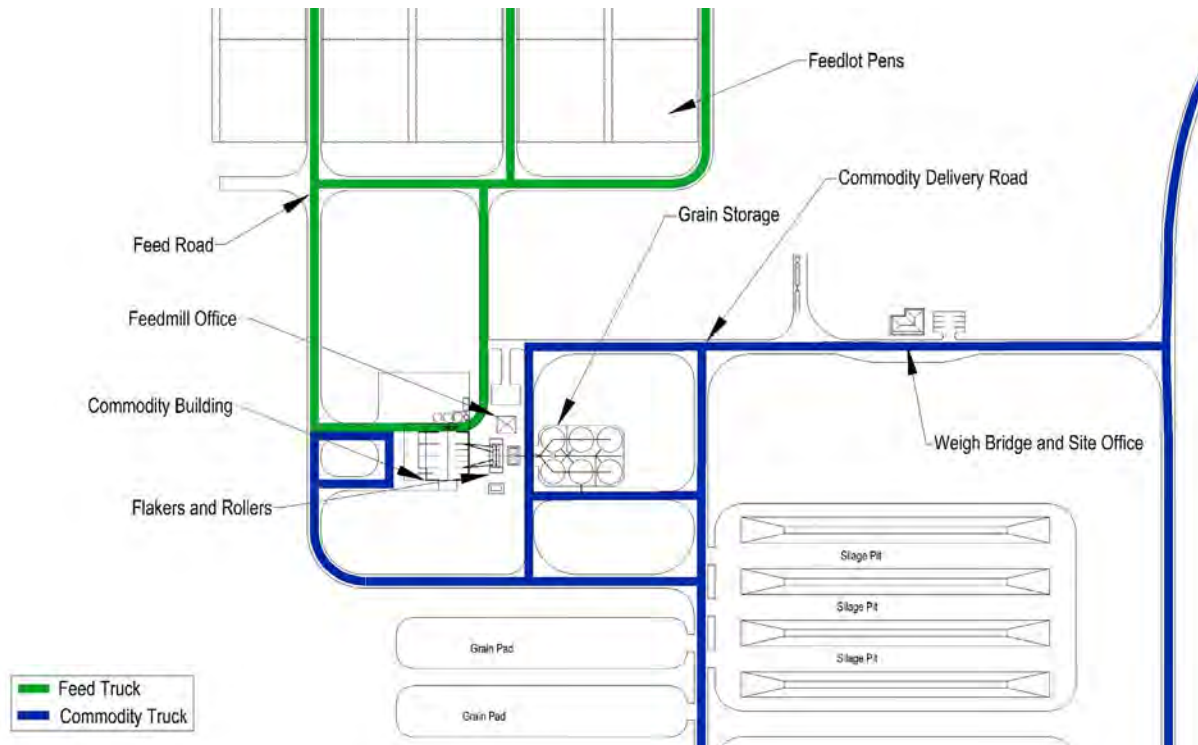 Feedlot Pens
Commodity Delivery Road
Grain Storage
Feed Road
Feedmill Office
Commodity Building
Weigh Bridge and Site Office
Flakers and Rollers
Silage Pit
Silage Pit
Silage Pit
Grain Pad
Grain Pad
Feed Truck
Commodity Truck